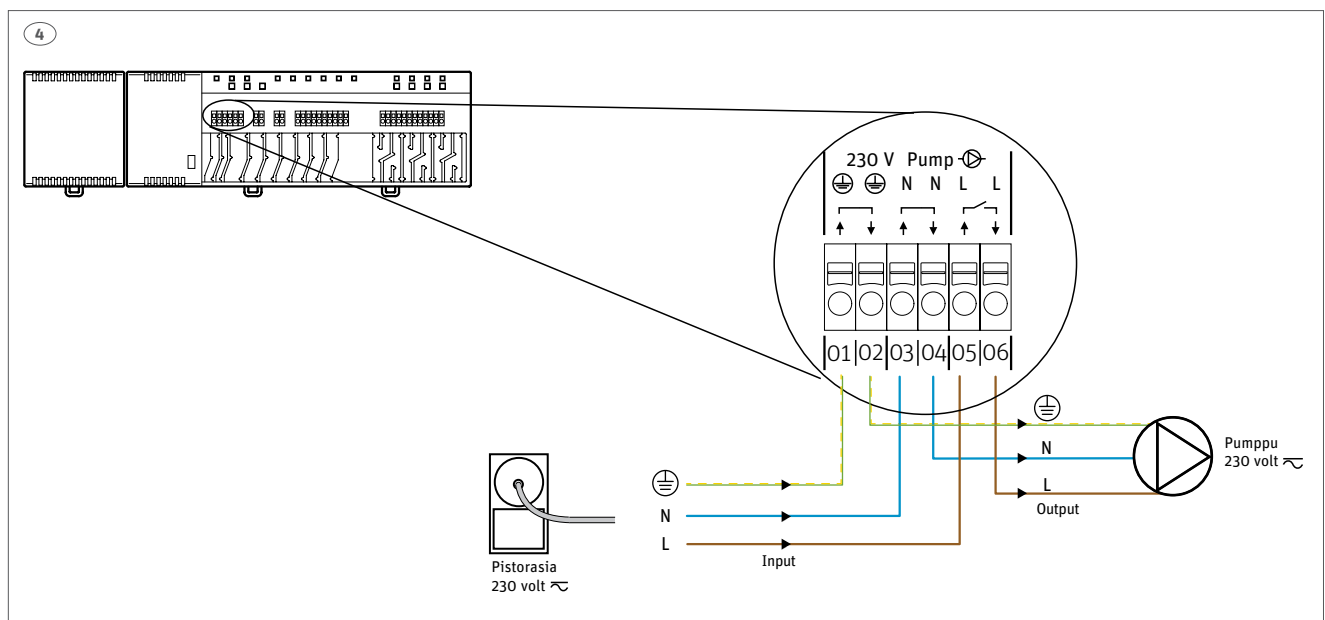 4
230 V Pump
N N L L
01 02 03 04 05 06
N
Pumppu
230 volt
L
Output
N
L
Input
Pistorasia
230 volt